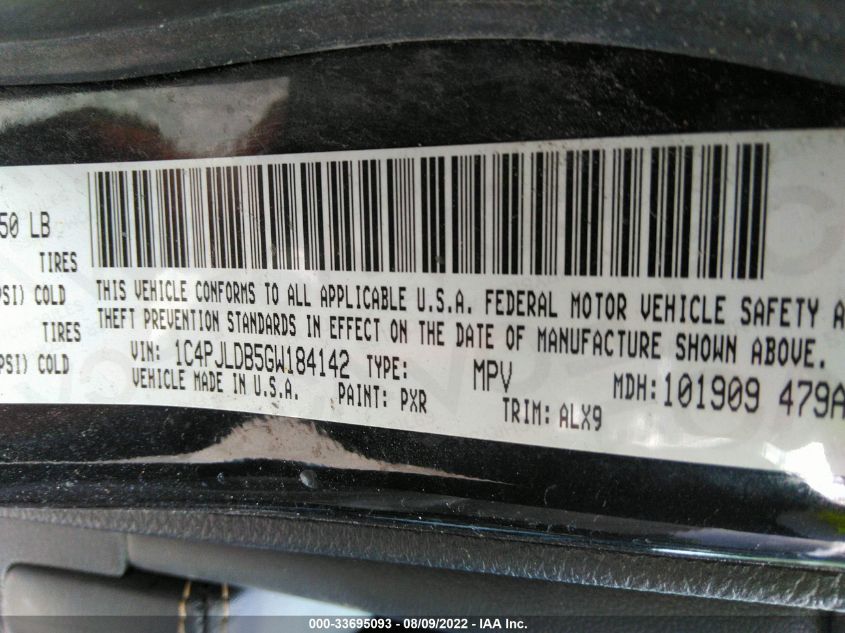 50 LB
TIRES
PSI) COLD
TIRES
PSI) COLD
THIS VEHICLE CONFORMS TO ALL APPLICABLE U.S.A. FEDERAL MOTOR VEHICLE SAFETY A
THEFT PREVENTION STANDARDS IN EFFECT ON THE DATE OF MANUFACTURE SHOWN ABOVE.
VIN: 1C4PJLDB5GW184142 TYPE: MPV MDH:101909 479A
VEHICLE MADE IN U.S.A. PAINT: PXR TRIM: ALX9
000-33695093 - 08/09/2022 - IAA Inc.